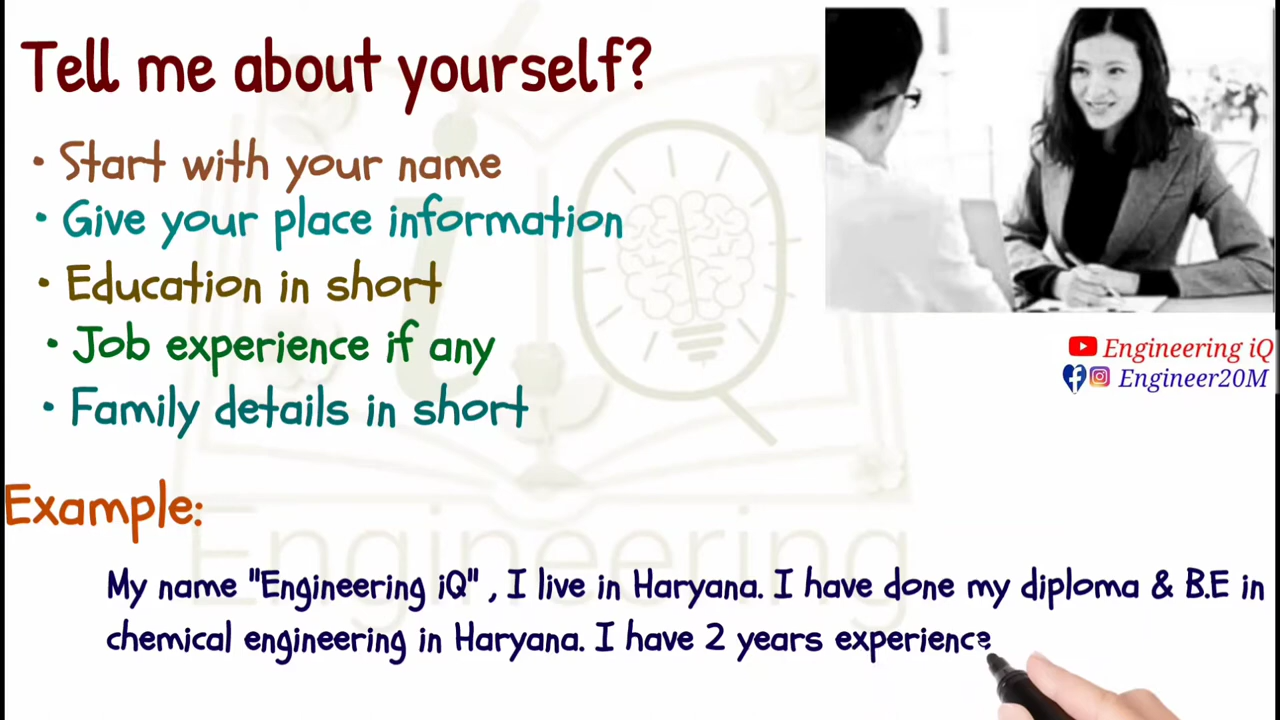 Tell me about yourself?
• Start with your name
• Give your place information
• Education in short
• Job experience if any
• Family details in short
Engineering iQ
Engineer20M
Example:
Engineering
My name "Engineering iQ" , I live in Haryana. I have done my diploma & B.E in
chemical engineering in Haryana. I have 2 years experience